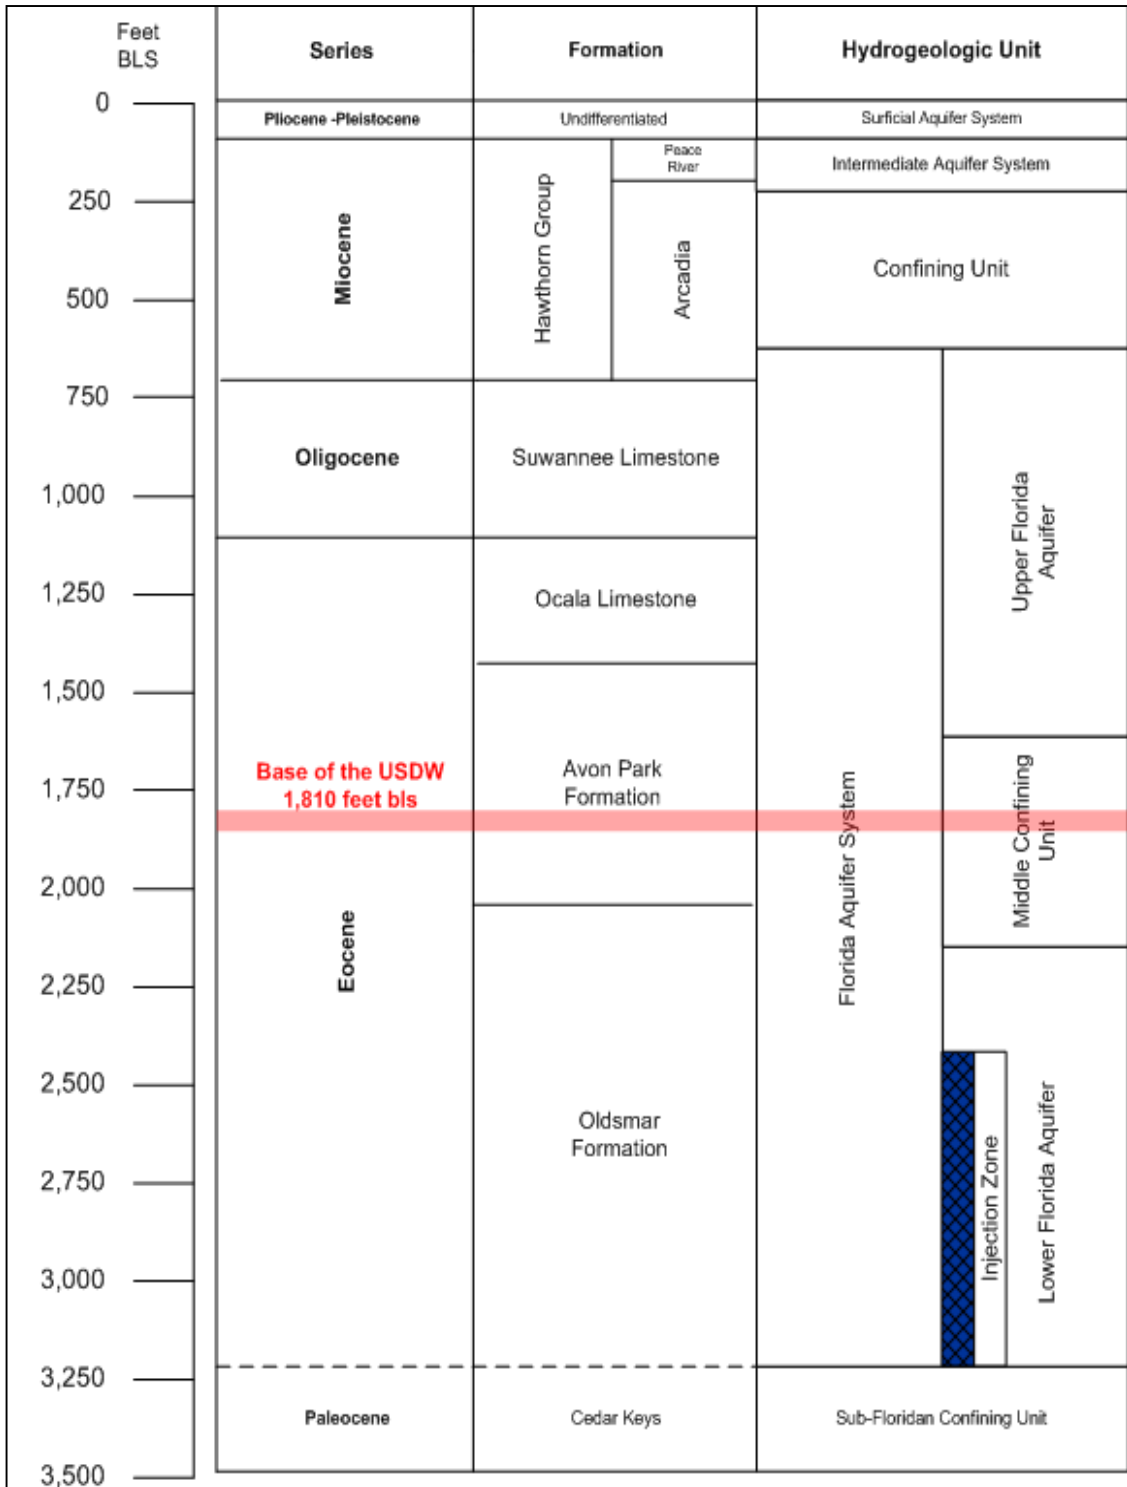 Feet
BLS
Series
Formation
Hydrogeologic Unit
0
Pliocene -Pleistocene
Undifferentiated
Surficial Aquifer System
Peace
River
Intermediate Aquifer System
250
Miocene
Hawthorn Group
Arcadia
Confining Unit
500
750
Oligocene
Suwannee Limestone
1,000
Upper Florida
Aquifer
1,250
Ocala Limestone
1,500
Base of the USDW
1,810 feet bls
Avon Park
Formation
1,750
Florida Aquifer System
Middle Confining
Unit
2,000
Eocene
2,250
2,500
Oldsmar
Formation
Injection Zone
Lower Florida Aquifer
2,750
3,000
3,250
Paleocene
Cedar Keys
Sub-Floridan Confining Unit
3,500